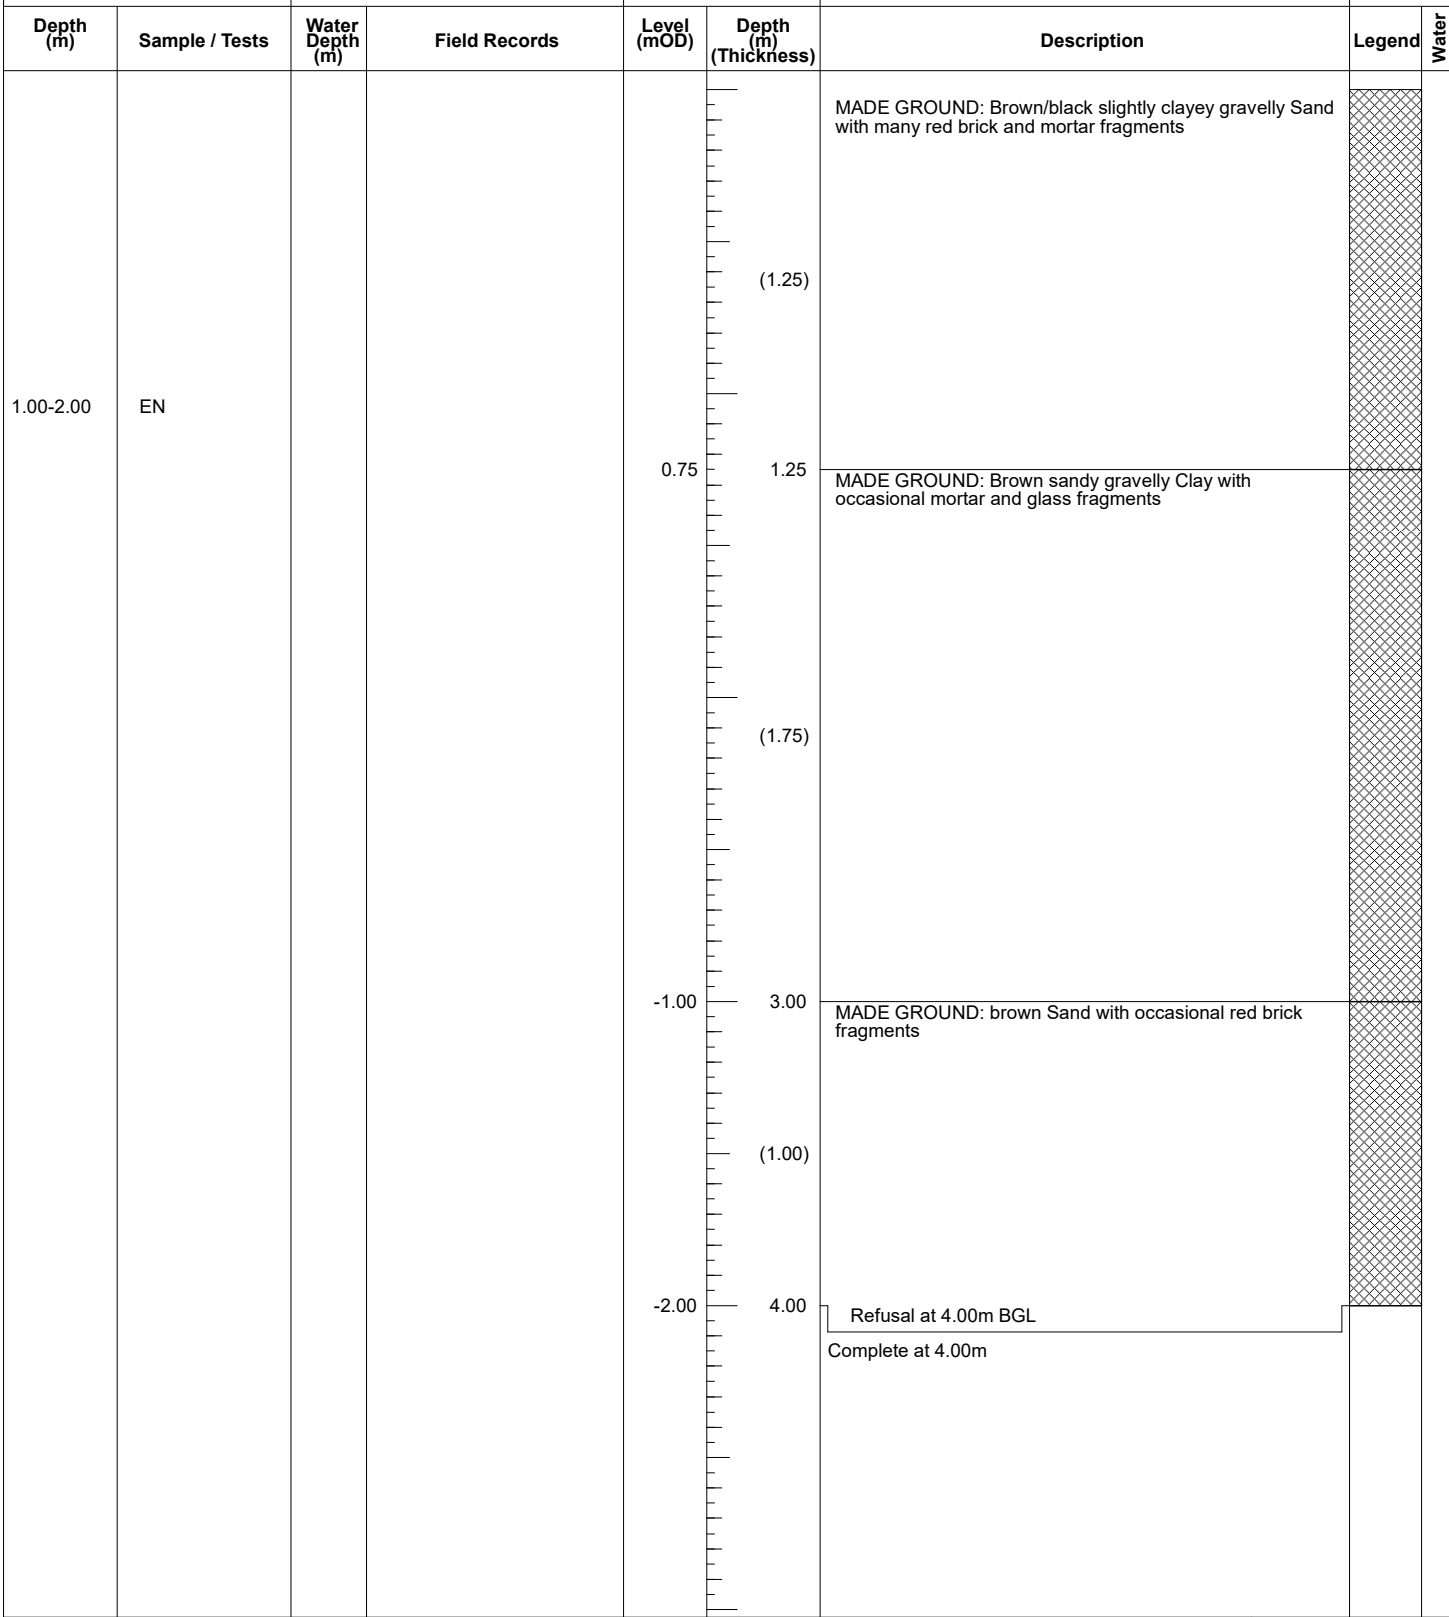 Depth
(m)
Sample / Tests
Water
Depth
(m)
Field Records
Level
(mOD)
Depth
(m)
(Thickness)
Description
Legend
Water
MADE GROUND: Brown/black slightly clayey gravelly Sand
with many red brick and mortar fragments
(1.25)
1.00-2.00 EN
0.75 1.25
MADE GROUND: Brown sandy gravelly Clay with
occasional mortar and glass fragments
(1.75)
-1.00 3.00
MADE GROUND: brown Sand with occasional red brick
fragments
(1.00)
-2.00 4.00
Refusal at 4.00m BGL
Complete at 4.00m